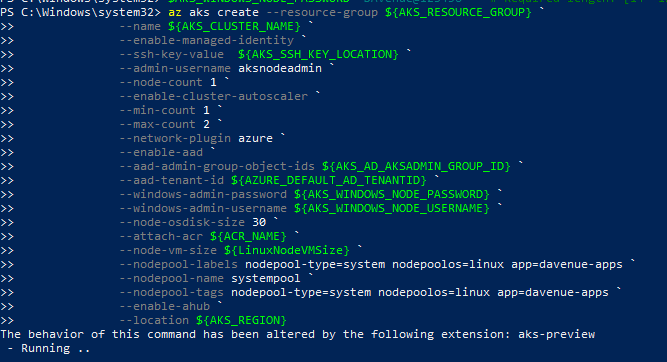 PS C:\Windows\system32> az aks create --resource-group ${AKS_RESOURCE_GROUP} `
>> --name ${AKS_CLUSTER_NAME} `
>> --enable-managed-identity `
>> --ssh-key-value ${AKS_SSH_KEY_LOCATION} `
>> --admin-username aksnodeadmin `
>> --node-count 1 `
>> --enable-cluster-autoscaler `
>> --min-count 1 `
>> --max-count 2 `
>> --network-plugin azure `
>> --enable-aad `
>> --aad-admin-group-object-ids ${AKS_AD_AKSADMIN_GROUP_ID} `
>> --aad-tenant-id ${AZURE_DEFAULT_AD_TENANTID} `
>> --windows-admin-password ${AKS_WINDOWS_NODE_PASSWORD} `
>> --windows-admin-username ${AKS_WINDOWS_NODE_USERNAME} `
>> --node-osdisk-size 30 `
>> --attach-acr ${ACR_NAME} `
>> --node-vm-size ${LinuxNodeVMSize} `
>> --nodepool-labels nodepool-type=system nodepoolos=linux app=davenue-apps `
>> --nodepool-name systempool `
>> --nodepool-tags nodepool-type=system nodepoolos=linux app=davenue-apps `
>> --enable-ahub `
>> --location ${AKS_REGION}
The behavior of this command has been altered by the following extension: aks-preview
- Running ..